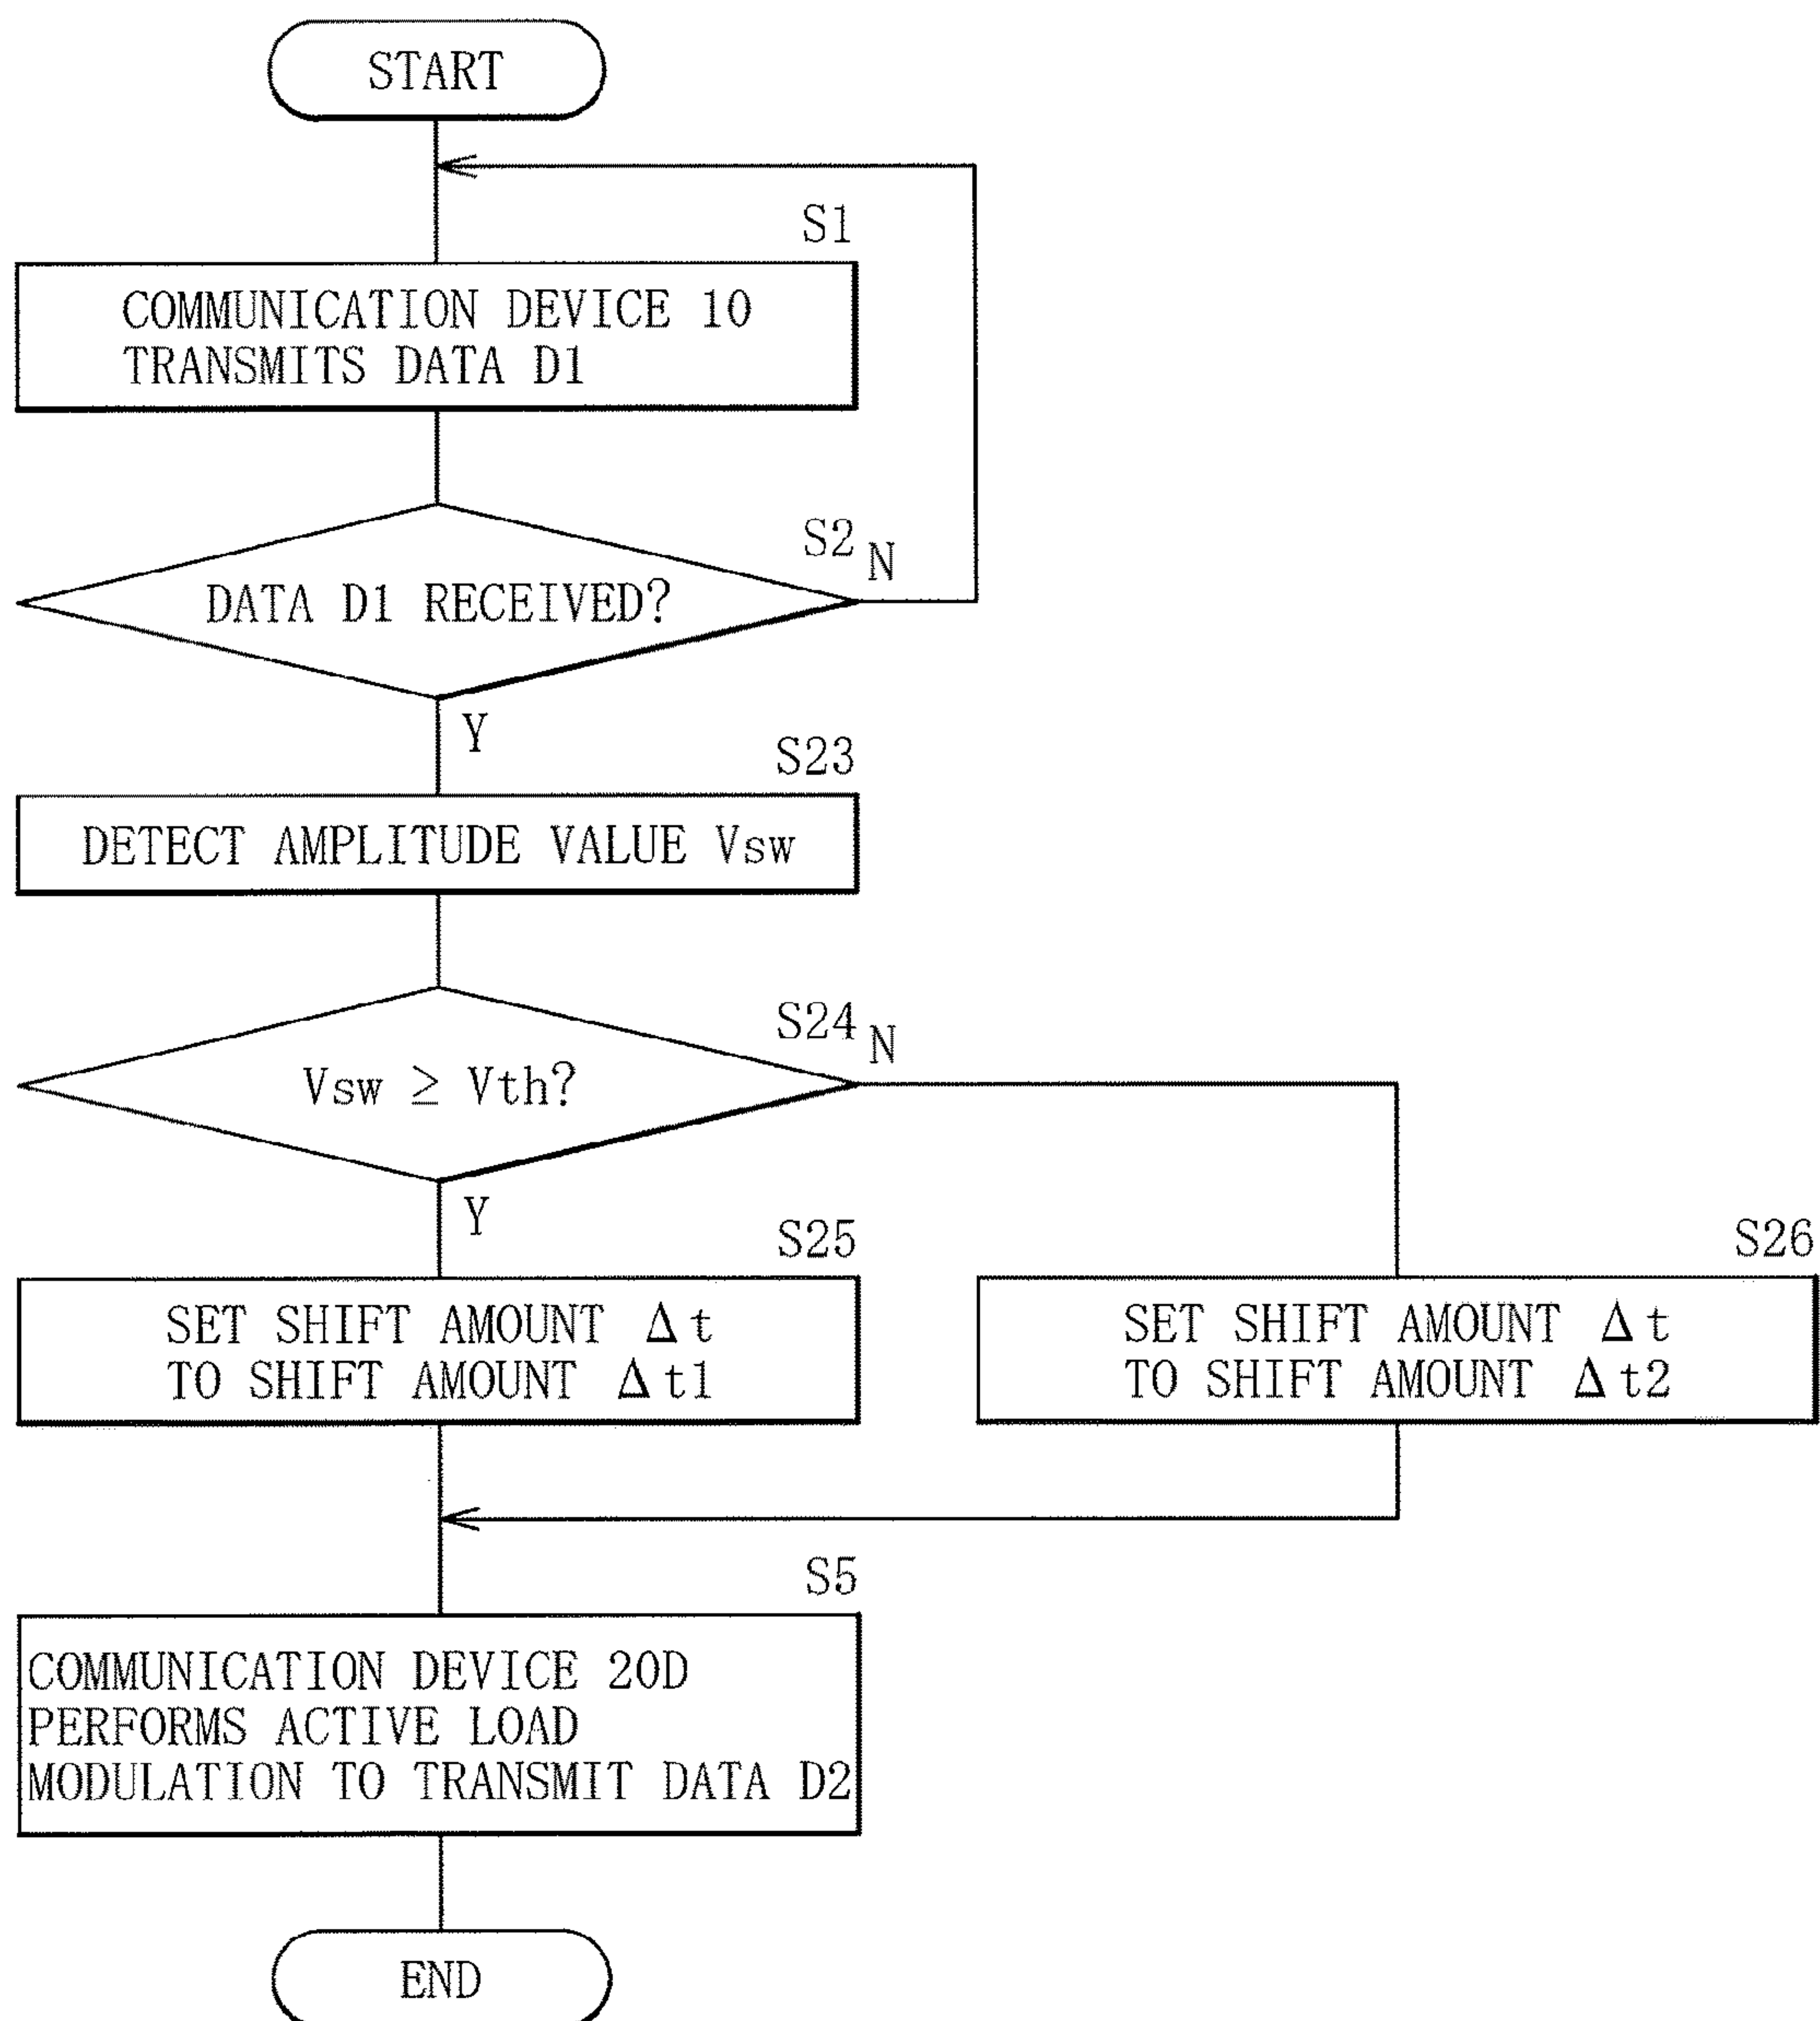 START
S1
COMMUNICATION DEVICE 10
TRANSMITS DATA D1
S2
N
DATA D1 RECEIVED?
Y
S23
DETECT AMPLITUDE VALUE Vsw
S24
N
Vsw ≥ Vth?
Y
S25
SET SHIFT AMOUNT Δt
TO SHIFT AMOUNT Δt1
S26
SET SHIFT AMOUNT Δt
TO SHIFT AMOUNT Δt2
S5
COMMUNICATION DEVICE 20D
PERFORMS ACTIVE LOAD
MODULATION TO TRANSMIT DATA D2
END